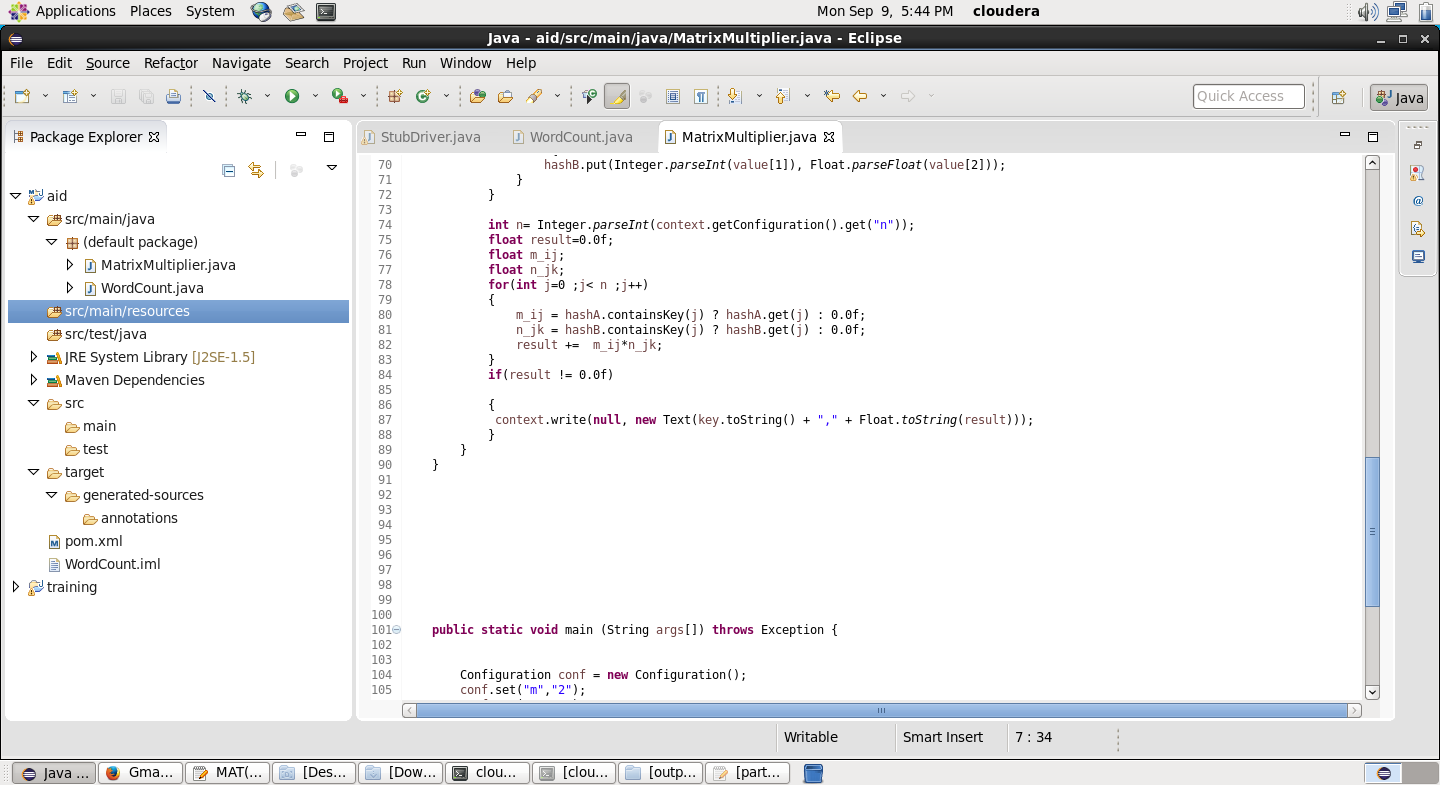 Applications Places System Mon Sep 9, 5:44 PM cloudera
Java - aid/src/main/java/MatrixMultiplier.java - Eclipse
File Edit Source Refactor Navigate Search Project Run Window Help
Quick Access
Java
Package Explorer
aid
src/main/java
(default package)
MatrixMultiplier.java
WordCount.java
src/main/resources
src/test/java
JRE System Library [J2SE-1.5]
Maven Dependencies
src
main
test
target
generated-sources
annotations
pom.xml
WordCount.iml
training
StubDriver.java WordCount.java MatrixMultiplier.java
70 hashB.put(Integer.parseInt(value[1]), Float.parseFloat(value[2]));
71 }
72 }
73
74 int n= Integer.parseInt(context.getConfiguration().get("n"));
75 float result=0.0f;
76 float m_ij;
77 float n_jk;
78 for(int j=0 ;j< n ;j++)
79 {
80 m_ij = hashA.containsKey(j) ? hashA.get(j) : 0.0f;
81 n_jk = hashB.containsKey(j) ? hashB.get(j) : 0.0f;
82 result += m_ij*n_jk;
83 }
84 if(result != 0.0f)
85
86 {
87 context.write(null, new Text(key.toString() + "," + Float.toString(result)));
88 }
89 }
90 }
91
92
93
94
95
96
97
98
99
100
101 public static void main (String args[]) throws Exception {
102
103
104 Configuration conf = new Configuration();
105 conf.set("m","2");
Writable Smart Insert 7 : 34
Java ... Gma... MAT(... [Des... [Dow... clou... [clou... [outp... [part...